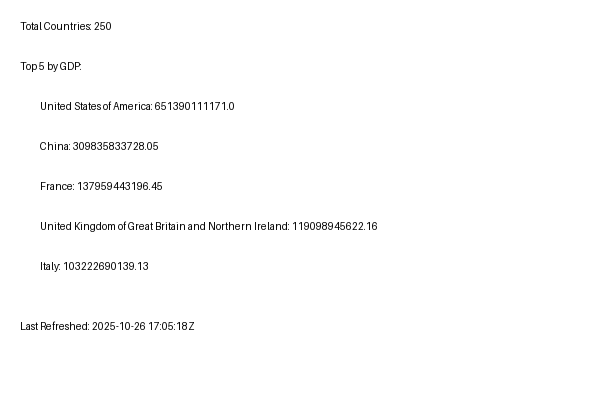 Total Countries: 250
Top 5 by GDP:
United States of America: 651390111171.0
China: 309835833728.05
France: 137959443196.45
United Kingdom of Great Britain and Northern Ireland: 119098945622.16
Italy: 103222690139.13
Last Refreshed: 2025-10-26 17:05:18Z